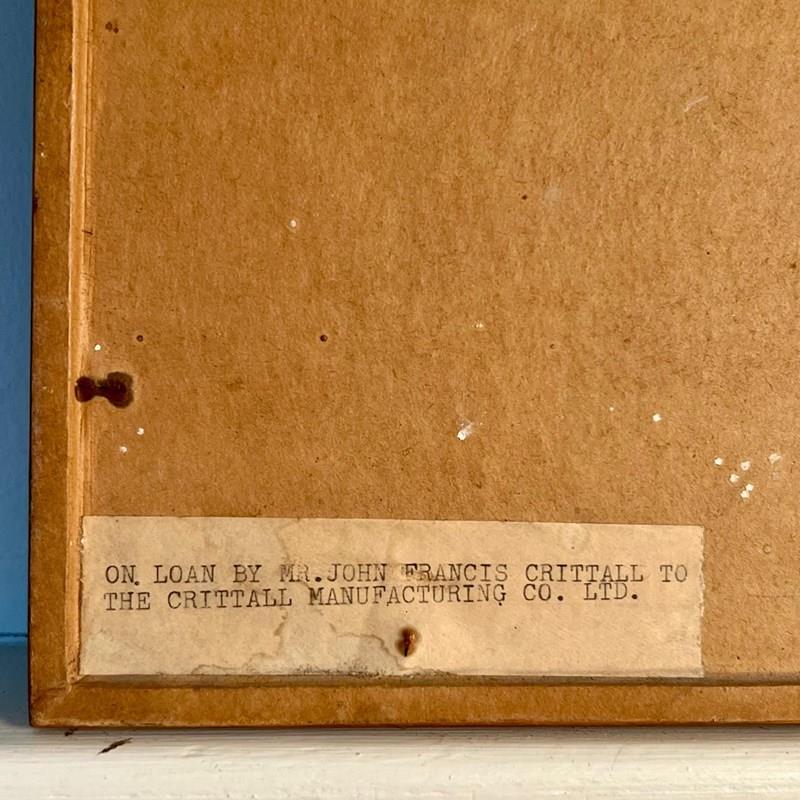 ON. LOAN BY MR.JOHN FRANCIS CRITTALL TO
THE CRITTALL MANUFACTURING CO. LTD.